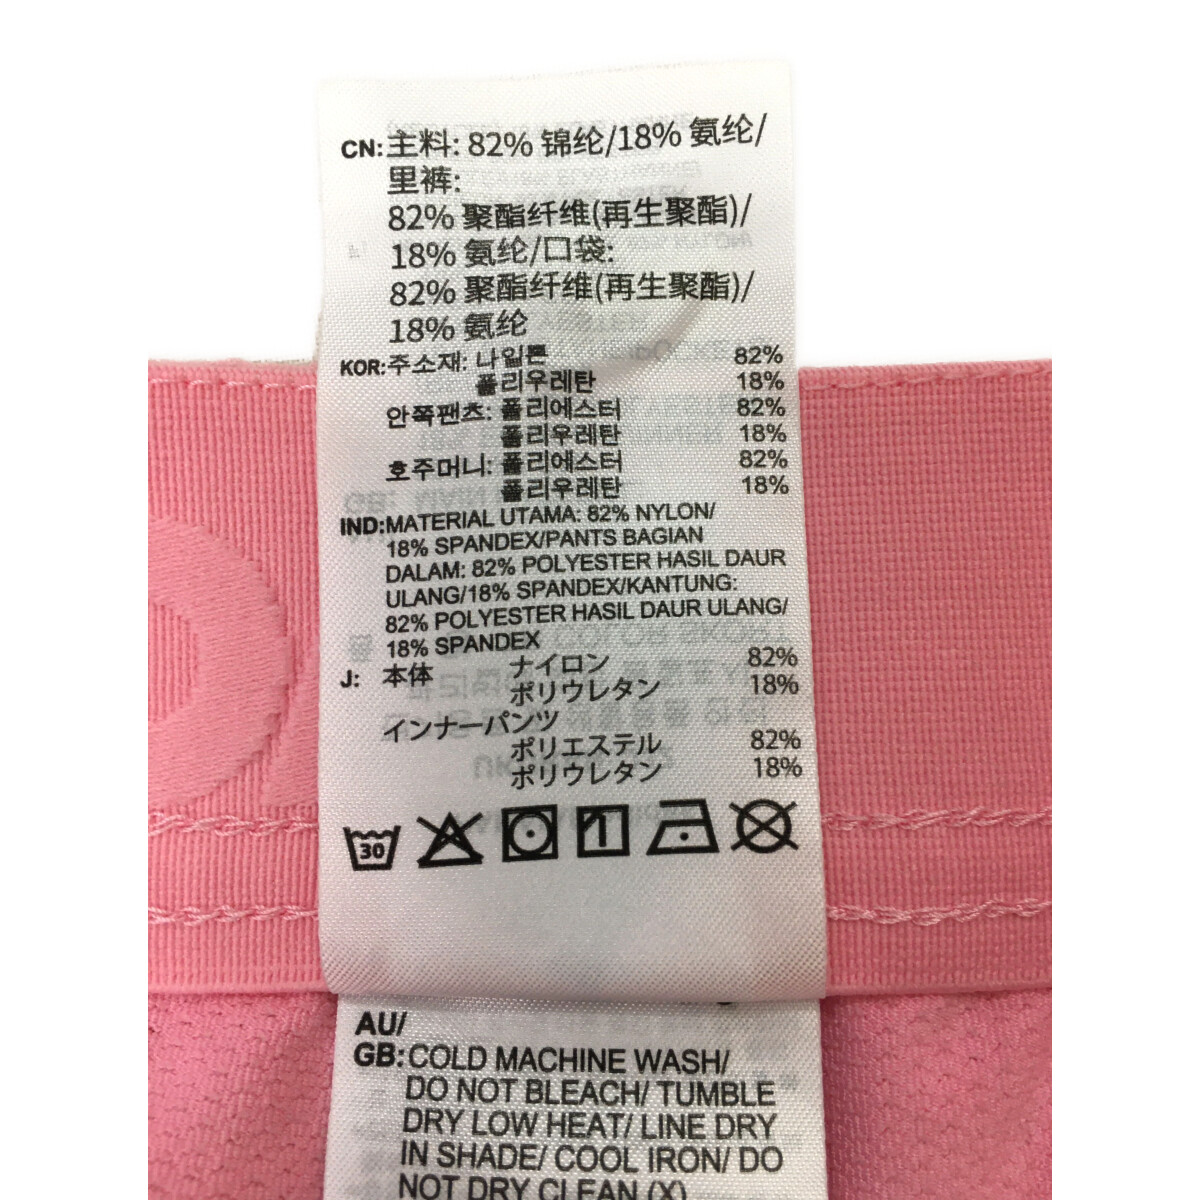 CN: 主料: 82% 锦纶/18% 氨纶/
里裤:
82% 聚酯纤维(再生聚酯)/
18% 氨纶/口袋:
82% 聚酯纤维(再生聚酯)/
18% 氨纶
KOR: 주소재: 나일론 82%
폴리우레탄 18%
안쪽팬츠: 폴리에스터 82%
폴리우레탄 18%
호주머니: 폴리에스터 82%
폴리우레탄 18%
IND: MATERIAL UTAMA: 82% NYLON/
18% SPANDEX/PANTS BAGIAN
DALAM: 82% POLYESTER HASIL DAUR
ULANG/18% SPANDEX/KANTUNG:
82% POLYESTER HASIL DAUR ULANG/
18% SPANDEX
J: 本体 ナイロン 82%
ポリウレタン 18%
インナーパンツ
ポリエステル 82%
ポリウレタン 18%
30
AU/
GB: COLD MACHINE WASH/
DO NOT BLEACH/ TUMBLE
DRY LOW HEAT/ LINE DRY
IN SHADE/ COOL IRON/ DO
NOT DRY CLEAN (X)